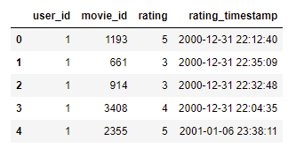 user_id movie_id rating rating_timestamp
0 1 1193 5 2000-12-31 22:12:40
1 1 661 3 2000-12-31 22:35:09
2 1 914 3 2000-12-31 22:32:48
3 1 3408 4 2000-12-31 22:04:35
4 1 2355 5 2001-01-06 23:38:11